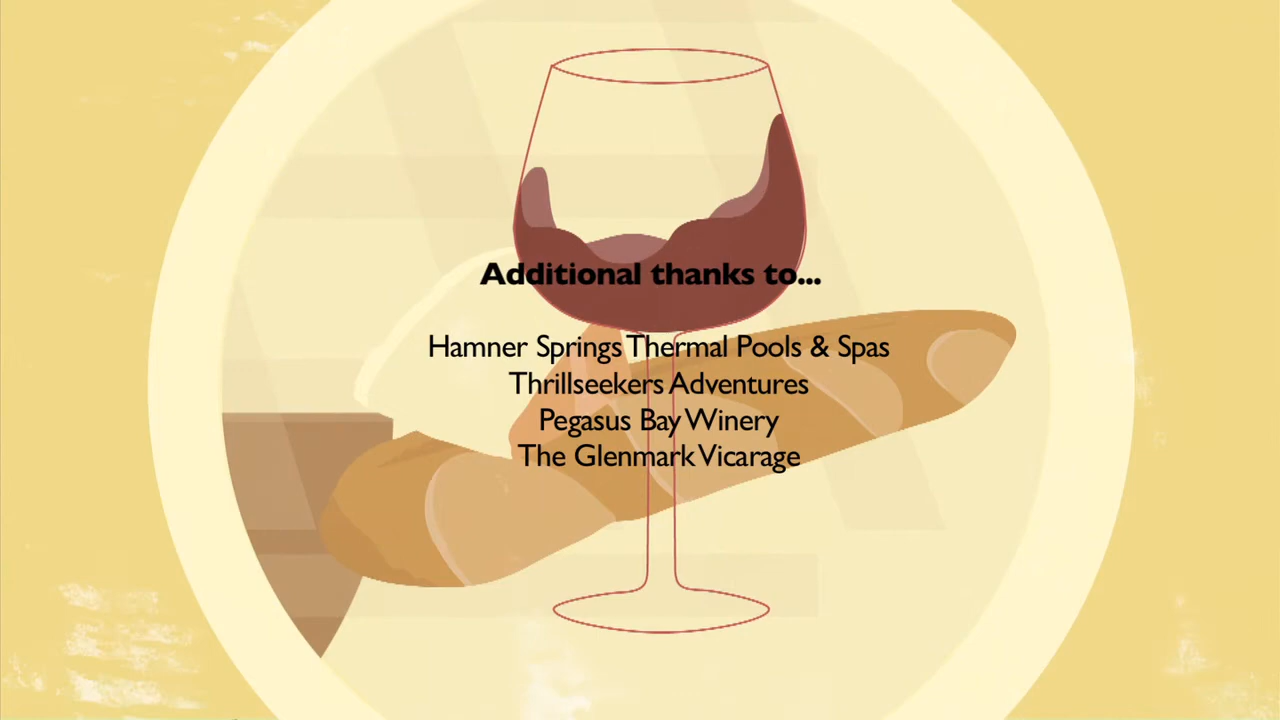 Additional thanks to...
Hamner Springs Thermal Pools & Spas
Thrillseekers Adventures
Pegasus Bay Winery
The Glenmark Vicarage